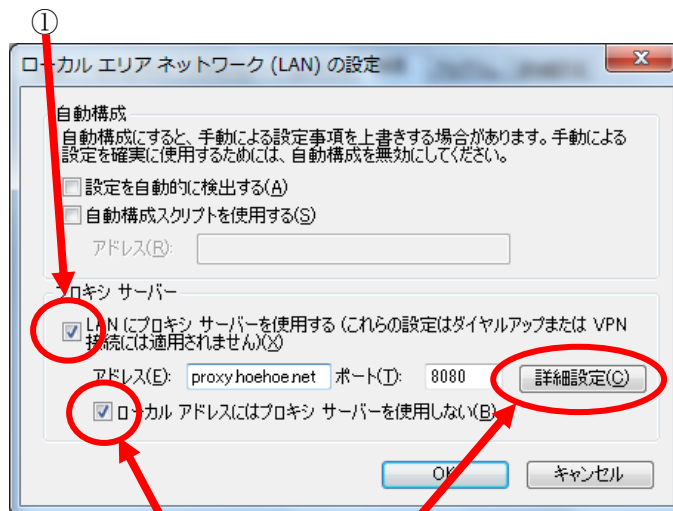 ①
ローカル エリア ネットワーク (LAN) の設定
自動構成
自動構成にすると、手動による設定事項を上書きする場合があります。手動による
設定を確実に使用するためには、自動構成を無効にしてください。
設定を自動的に検出する(A)
自動構成スクリプトを使用する(S)
アドレス(R):
プロキシ サーバー
LAN にプロキシ サーバーを使用する (これらの設定はダイヤルアップまたは VPN
接続には適用されません)(X)
アドレス(E): proxy.hoehoe.net ポート(T): 8080 詳細設定(C)
ローカル アドレスにはプロキシ サーバーを使用しない(B)
OK キャンセル